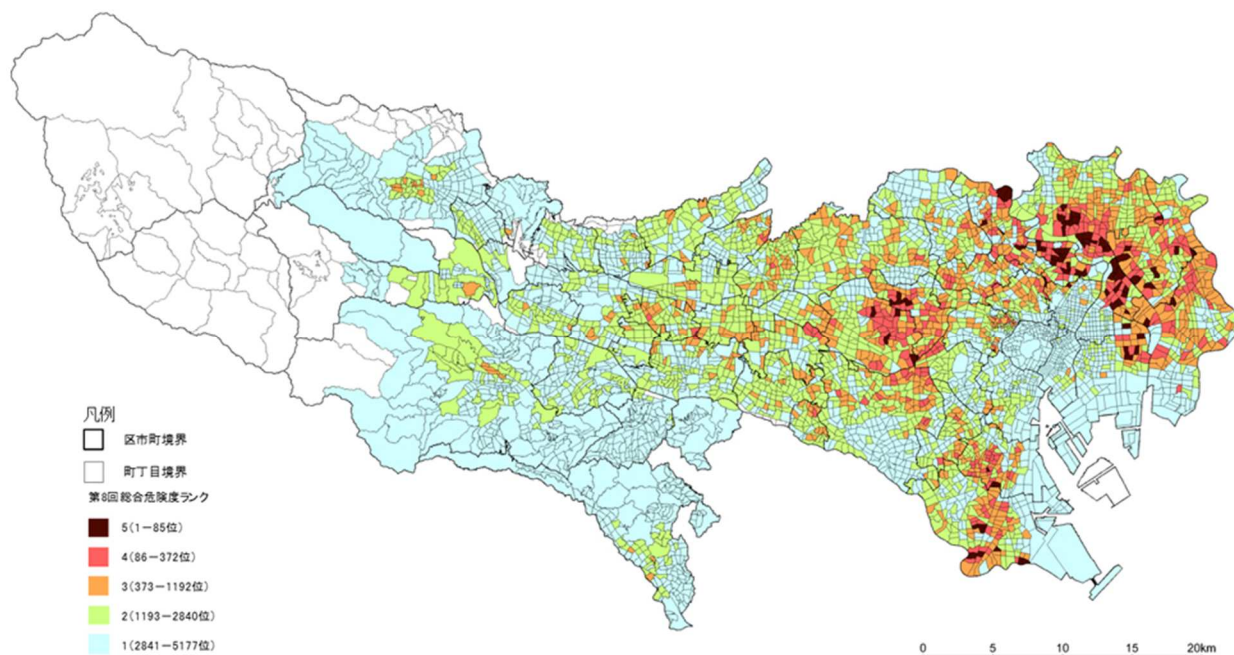 凡例
区市町境界
町丁目境界
第8回総合危険度ランク
5(1－85位)
4(86－372位)
3(373－1192位)
2(1193－2840位)
1(2841－5177位)
0 5 10 15 20km